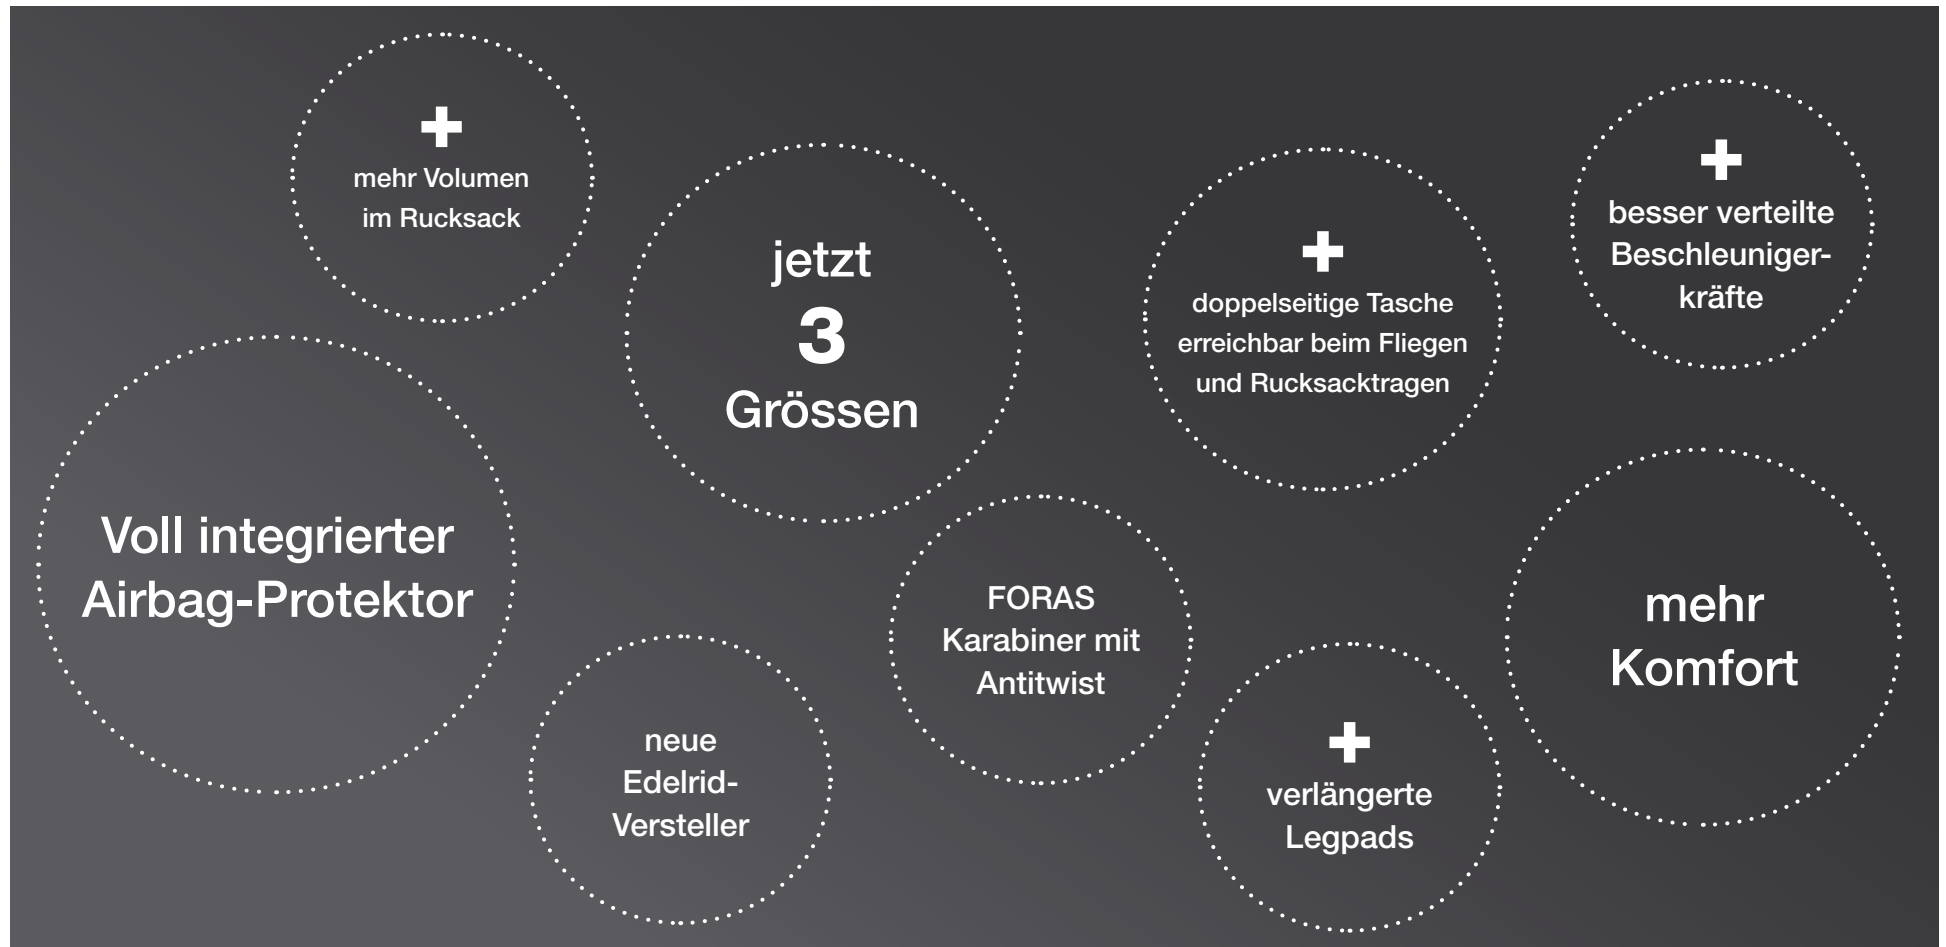 +
mehr Volumen
im Rucksack
jetzt
3
Grössen
+
doppelseitige Tasche
erreichbar beim Fliegen
und Rucksacktragen
+
besser verteilte
Beschleuniger-
kräfte
Voll integrierter
Airbag-Protektor
neue
Edelrid-
Versteller
FORAS
Karabiner mit
Antitwist
+
verlängerte
Legpads
mehr
Komfort